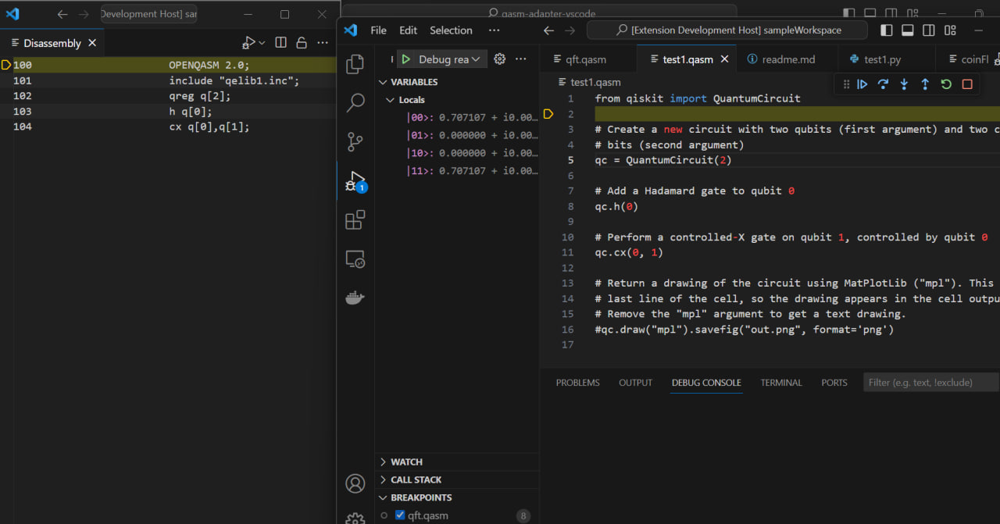 Development Host] sar
qasm-adapter-vscode
Disassembly
100 OPENQASM 2.0;
101 include "qelib1.inc";
102 qreg q[2];
103 h q[0];
104 cx q[0],q[1];
File Edit Selection ···
[Extension Development Host] sampleWorkspace
Debug rea
VARIABLES
Locals
|00>: 0.707107 + i0.00…
|01>: 0.000000 + i0.00…
|10>: 0.000000 + i0.00…
|11>: 0.707107 + i0.00…
1
WATCH
CALL STACK
BREAKPOINTS
qft.qasm 8
qft.qasm test1.qasm readme.md test1.py coinFl
test1.qasm
1 from qiskit import QuantumCircuit
2
3 # Create a new circuit with two qubits (first argument) and two c
4 # bits (second argument)
5 qc = QuantumCircuit(2)
6
7 # Add a Hadamard gate to qubit 0
8 qc.h(0)
9
10 # Perform a controlled-X gate on qubit 1, controlled by qubit 0
11 qc.cx(0, 1)
12
13 # Return a drawing of the circuit using MatPlotLib ("mpl"). This
14 # last line of the cell, so the drawing appears in the cell outpu
15 # Remove the "mpl" argument to get a text drawing.
16 #qc.draw("mpl").savefig("out.png", format='png')
17
PROBLEMS OUTPUT DEBUG CONSOLE TERMINAL PORTS Filter (e.g. text, !exclude)